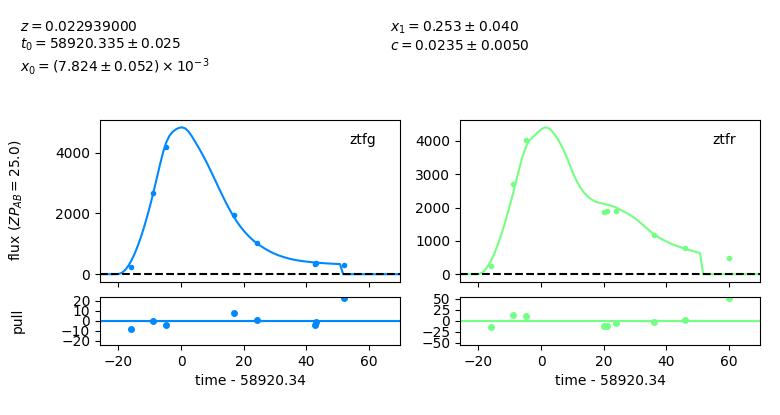 z = 0.022939000
t₀ = 58920.335 ± 0.025
x₀ = (7.824 ± 0.052) × 10⁻³
x₁ = 0.253 ± 0.040
c = 0.0235 ± 0.0050
flux (ZP_AB = 25.0)
4000
2000
0
ztfg
4000
3000
2000
1000
0
ztfr
pull
20
10
0
−10
−20
50
25
0
−25
−50
−20 0 20 40 60
−20 0 20 40 60
time - 58920.34
time - 58920.34